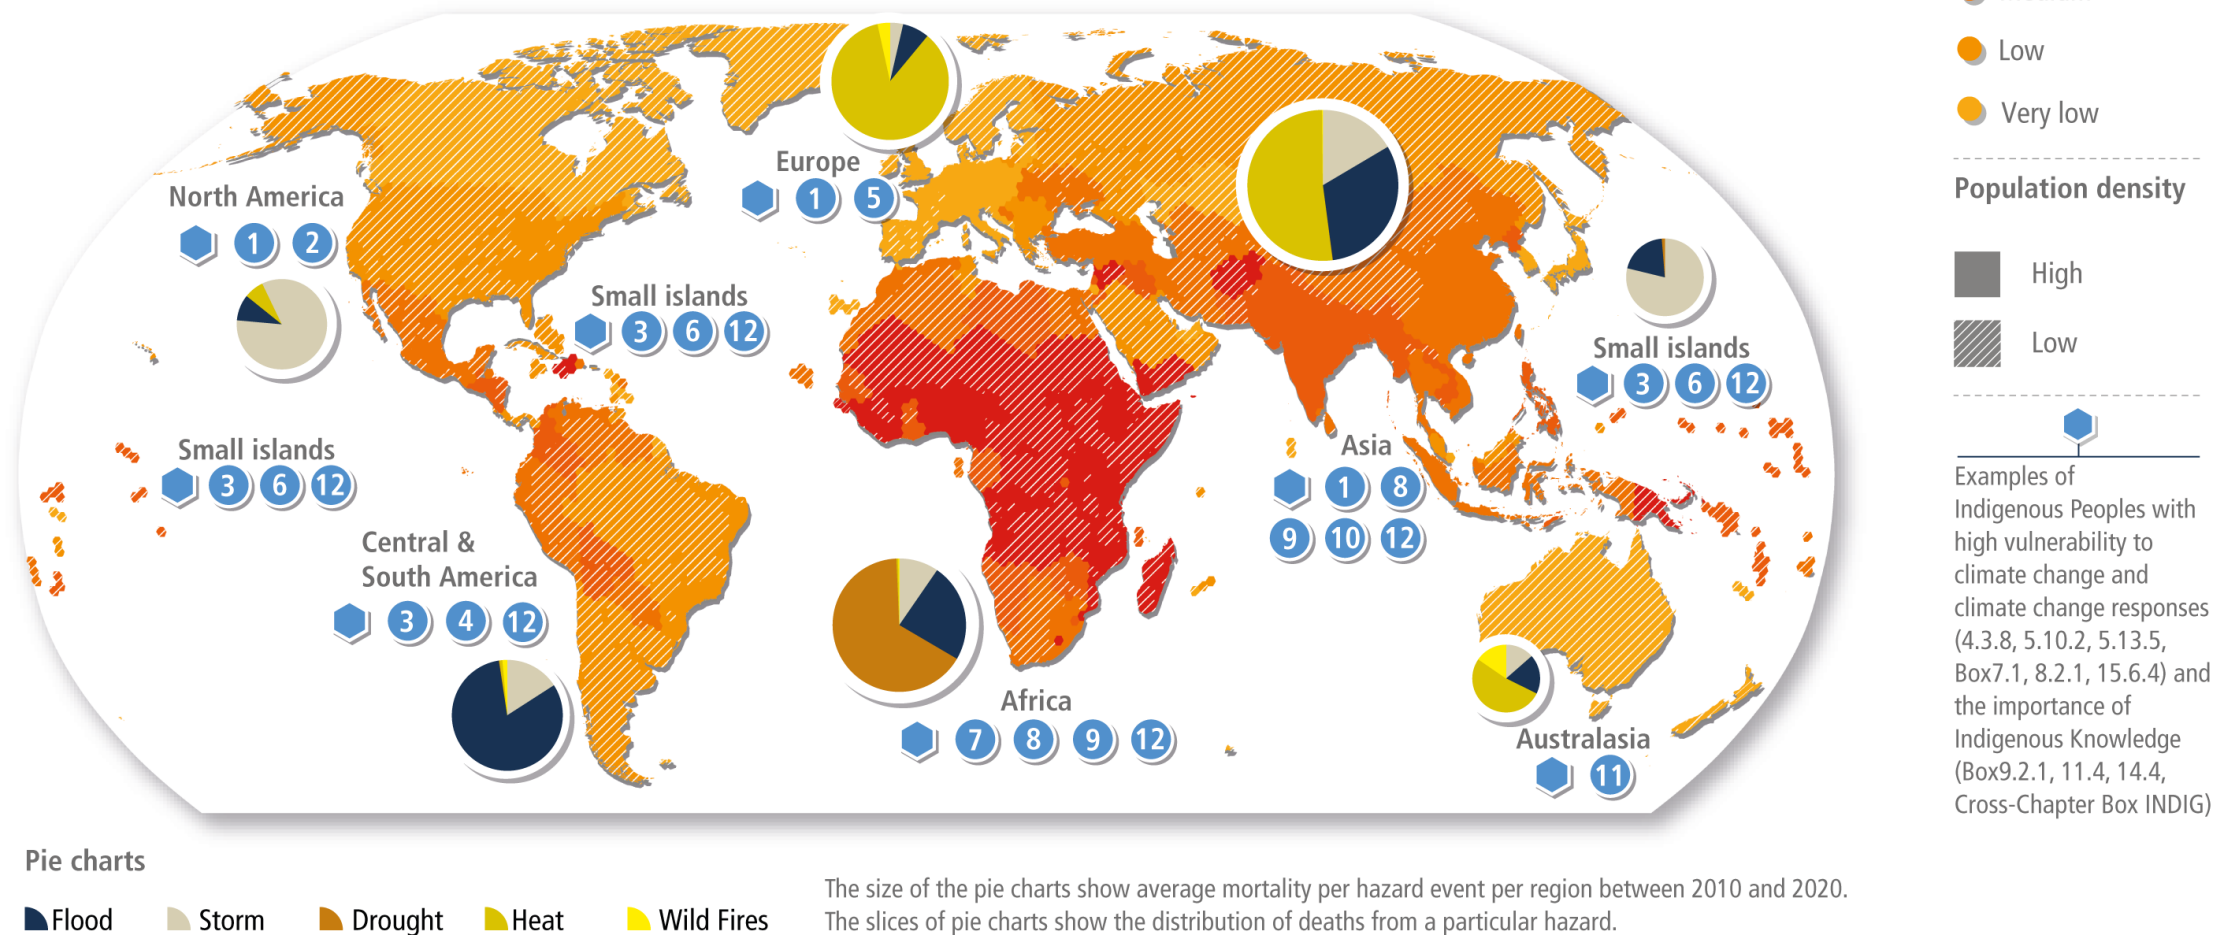 Low
Very low
Population density
High
Low
Examples of
Indigenous Peoples with
high vulnerability to
climate change and
climate change responses
(4.3.8, 5.10.2, 5.13.5,
Box7.1, 8.2.1, 15.6.4) and
the importance of
Indigenous Knowledge
(Box9.2.1, 11.4, 14.4,
Cross-Chapter Box INDIG)
Europe
1 5
North America
1 2
Small islands
3 6 12
Small islands
3 6 12
Small islands
3 6 12
Asia
1 8
9 10 12
Central &
South America
3 4 12
Africa
7 8 9 12
Australasia
11
Pie charts
Flood Storm Drought Heat Wild Fires
The size of the pie charts show average mortality per hazard event per region between 2010 and 2020.
The slices of pie charts show the distribution of deaths from a particular hazard.